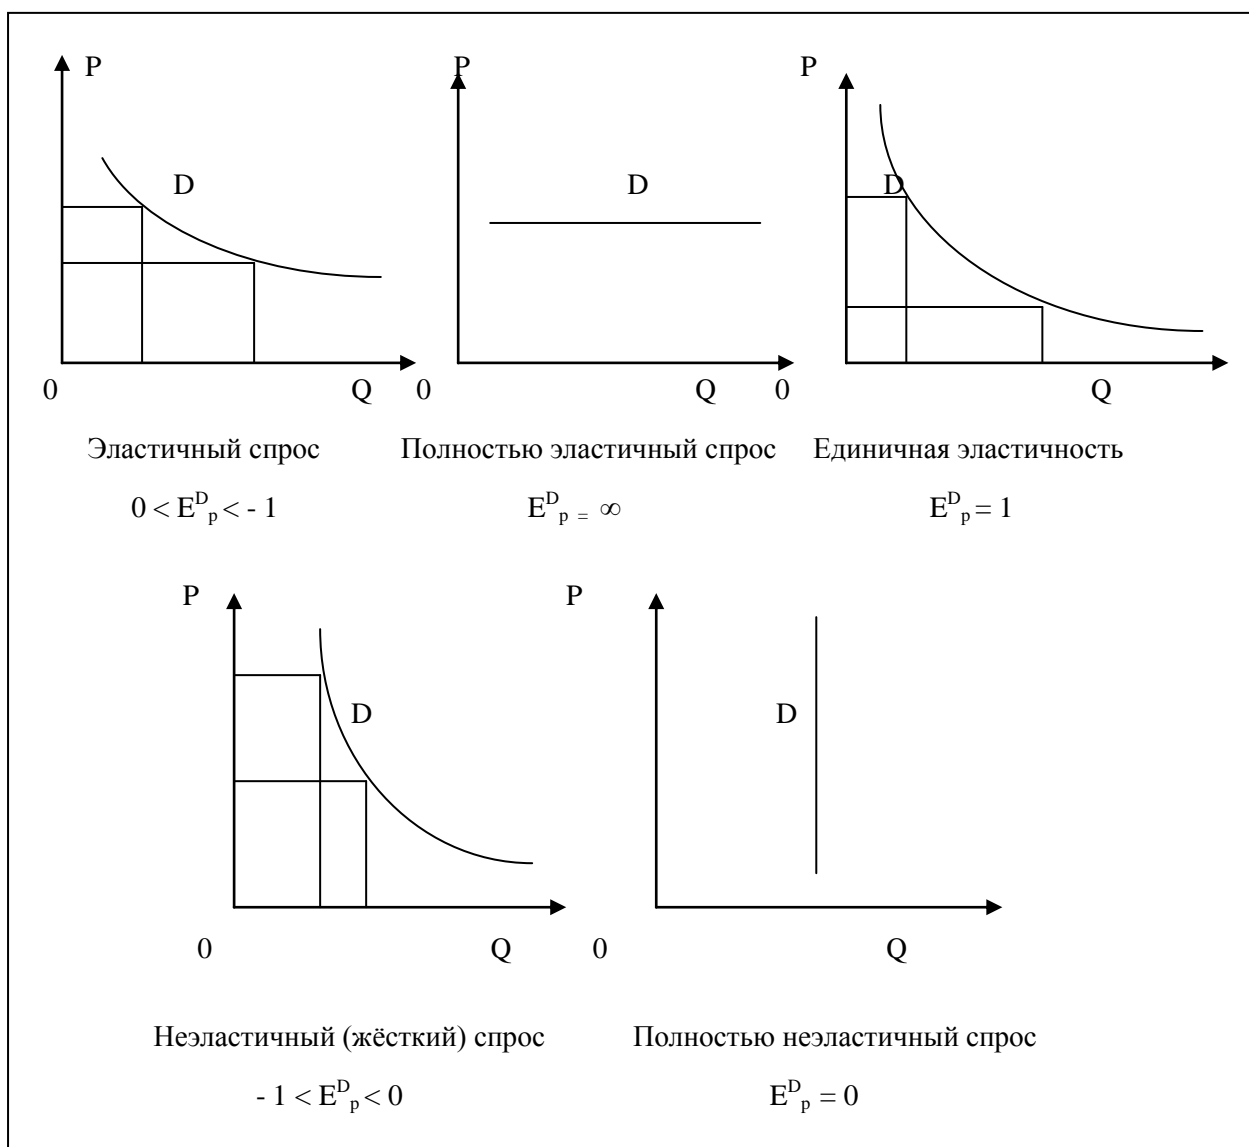 P P P
D D D
0 Q 0 Q 0 Q
Эластичный спрос Полностью эластичный спрос Единичная эластичность
0 < E^D_p < - 1 E^D_p = ∞ E^D_p = 1
P P
D D
0 Q 0 Q
Неэластичный (жёсткий) спрос Полностью неэластичный спрос
- 1 < E^D_p < 0 E^D_p = 0